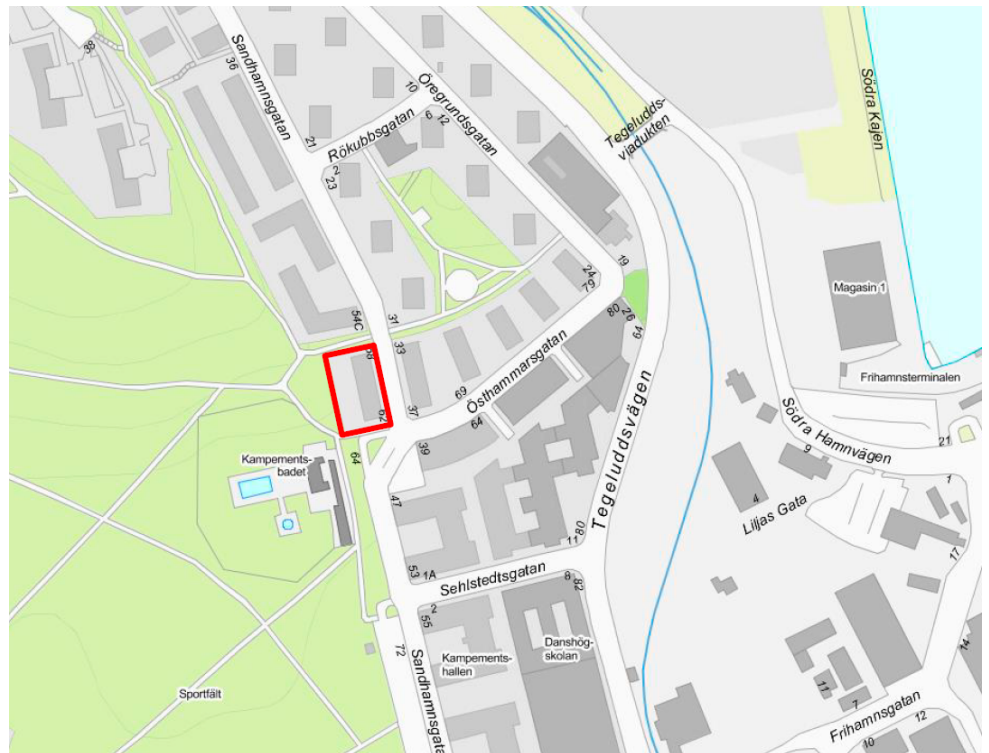 38
Sandhamnsgatan
36
10
Öregrundsgatan
12
6
Rökubbsgatan
21
2
23
Tegeludds-
viadukten
Södra Kajen
19
24
79
Magasin 1
80
26
64
54C
31
33
58
Frihamnsterminalen
69
Östhammarsgatan
37
62
64
39
Tegeluddsvägen
Södra Hamnvägen
21
9
Kampements-
badet
64
47
4
Liljas Gata
1
17
80
11
53
1A
Sehlstedtsgatan
8
82
2
55
72
Kampements-
hallen
Danshög-
skolan
Sandhamnsgatan
Sportfält
14
11
7
Frihamnsgatan
12
10